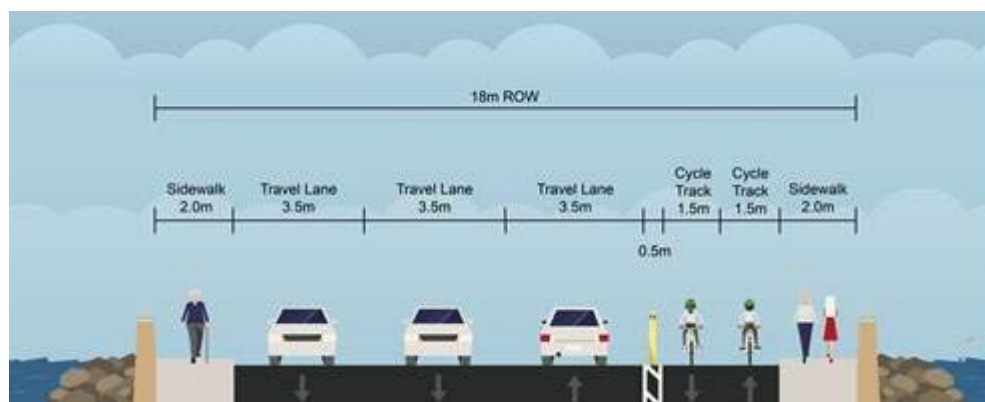 18m ROW
Sidewalk
2.0m
Travel Lane
3.5m
Travel Lane
3.5m
Travel Lane
3.5m
0.5m
Cycle
Track
1.5m
Cycle
Track
1.5m
Sidewalk
2.0m